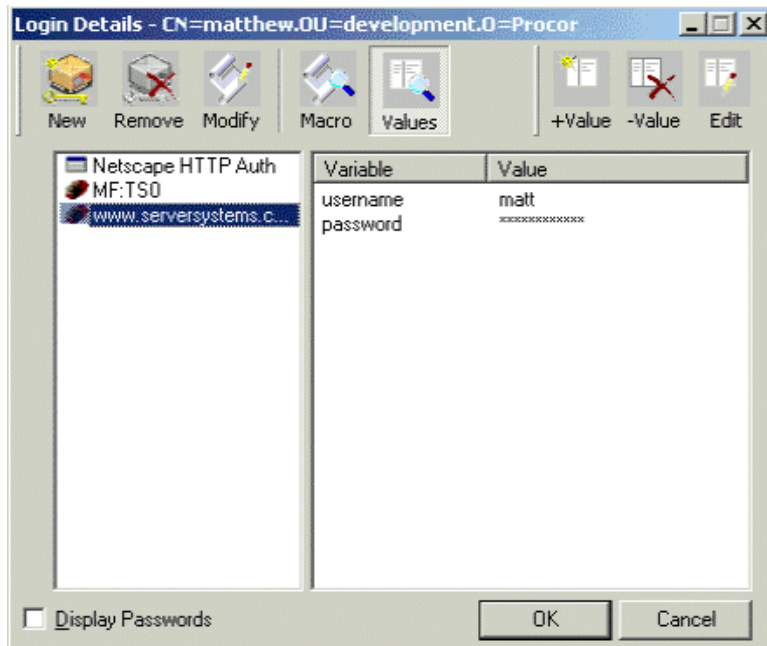 Login Details - CN=matthew.OU=development.O=Procor
New Remove Modify Macro Values +Value -Value Edit
Netscape HTTP Auth
MF:TSO
www.serversystems.c...
Variable Value
username matt
password ************
Display Passwords OK Cancel